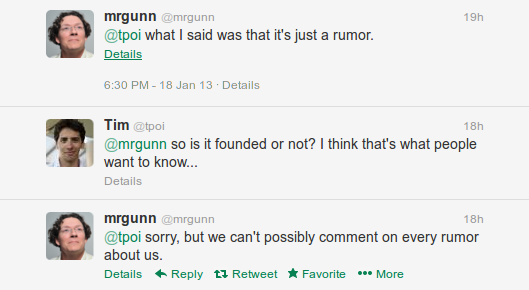 mrgunn @mrgunn 19h
@tpoi what I said was that it's just a rumor.
Details
6:30 PM - 18 Jan 13 · Details
Tim @tpoi 18h
@mrgunn so is it founded or not? I think that's what people
want to know...
Details
mrgunn @mrgunn 18h
@tpoi sorry, but we can't possibly comment on every rumor
about us.
Details Reply Retweet Favorite More